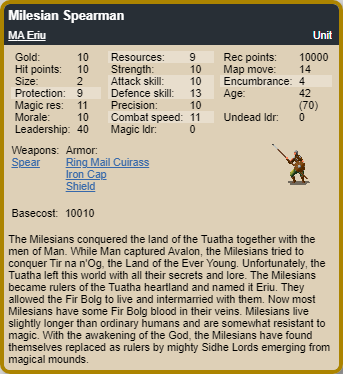 Milesian Spearman
MA Eriu Unit
Gold: 10 Resources: 9 Rec points: 10000
Hit points: 10 Strength: 10 Map move: 14
Size: 2 Attack skill: 10 Encumbrance: 4
Protection: 9 Defence skill: 13 Age: 42
Magic res: 11 Precision: 10 (70)
Morale: 10 Combat speed: 11 Undead ldr: 0
Leadership: 40 Magic ldr: 0
Weapons: Armor:
Spear Ring Mail Cuirass
Iron Cap
Shield
Basecost: 10010
The Milesians conquered the land of the Tuatha together with the
men of Man. While Man captured Avalon, the Milesians tried to
conquer Tir na n'Og, the Land of the Ever Young. Unfortunately, the
Tuatha left this world with all their secrets and lore. The Milesians
became rulers of the Tuatha heartland and named it Eriu. They
allowed the Fir Bolg to live and intermarried with them. Now most
Milesians have some Fir Bolg blood in their veins. Milesians live
slightly longer than ordinary humans and are somewhat resistant to
magic. With the awakening of the God, the Milesians have found
themselves replaced as rulers by mighty Sidhe Lords emerging from
magical mounds.